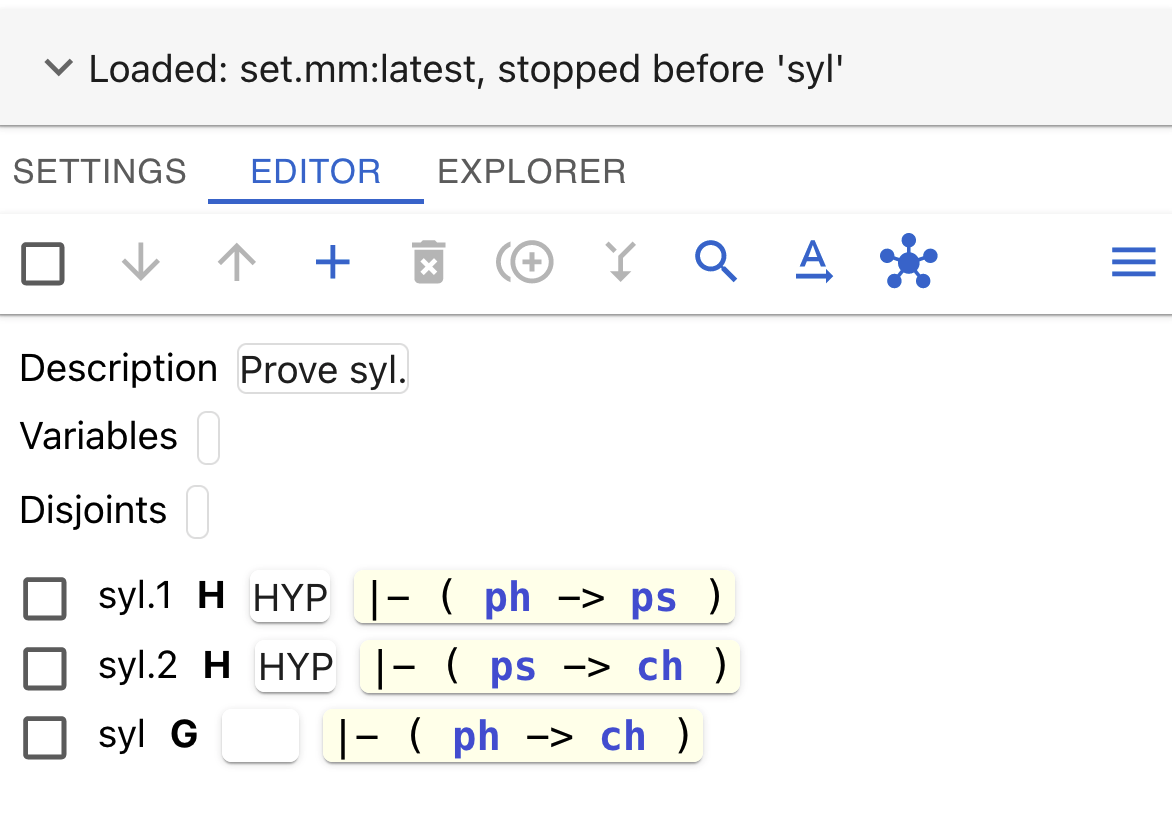 Loaded: set.mm:latest, stopped before 'syl'
SETTINGS EDITOR EXPLORER
Description Prove syl.
Variables
Disjoints
syl.1 H HYP |- ( ph -> ps )
syl.2 H HYP |- ( ps -> ch )
syl G |- ( ph -> ch )